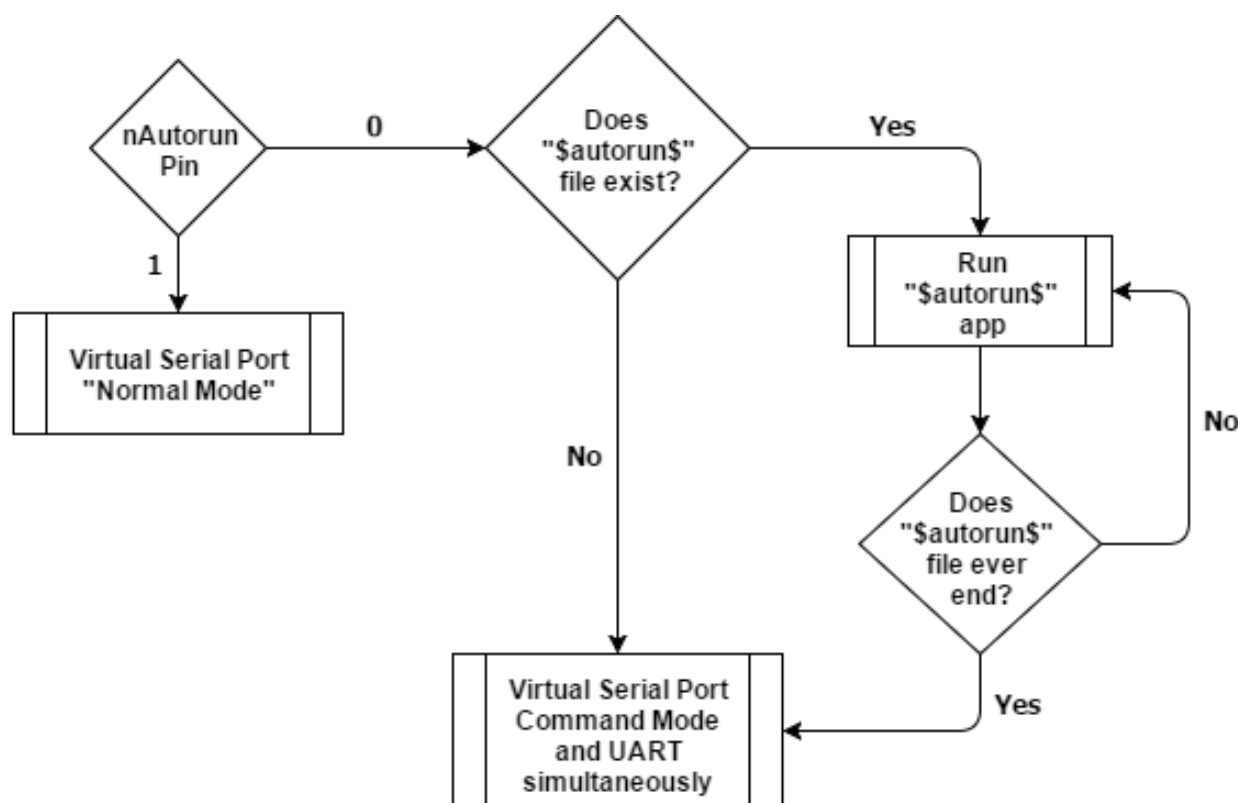 nAutorun
Pin
0
1
Virtual Serial Port
"Normal Mode"
Does
"$autorun$"
file exist?
Yes
No
Run
"$autorun$"
app
No
Does
"$autorun$"
file ever
end?
Yes
Virtual Serial Port
Command Mode
and UART
simultaneously